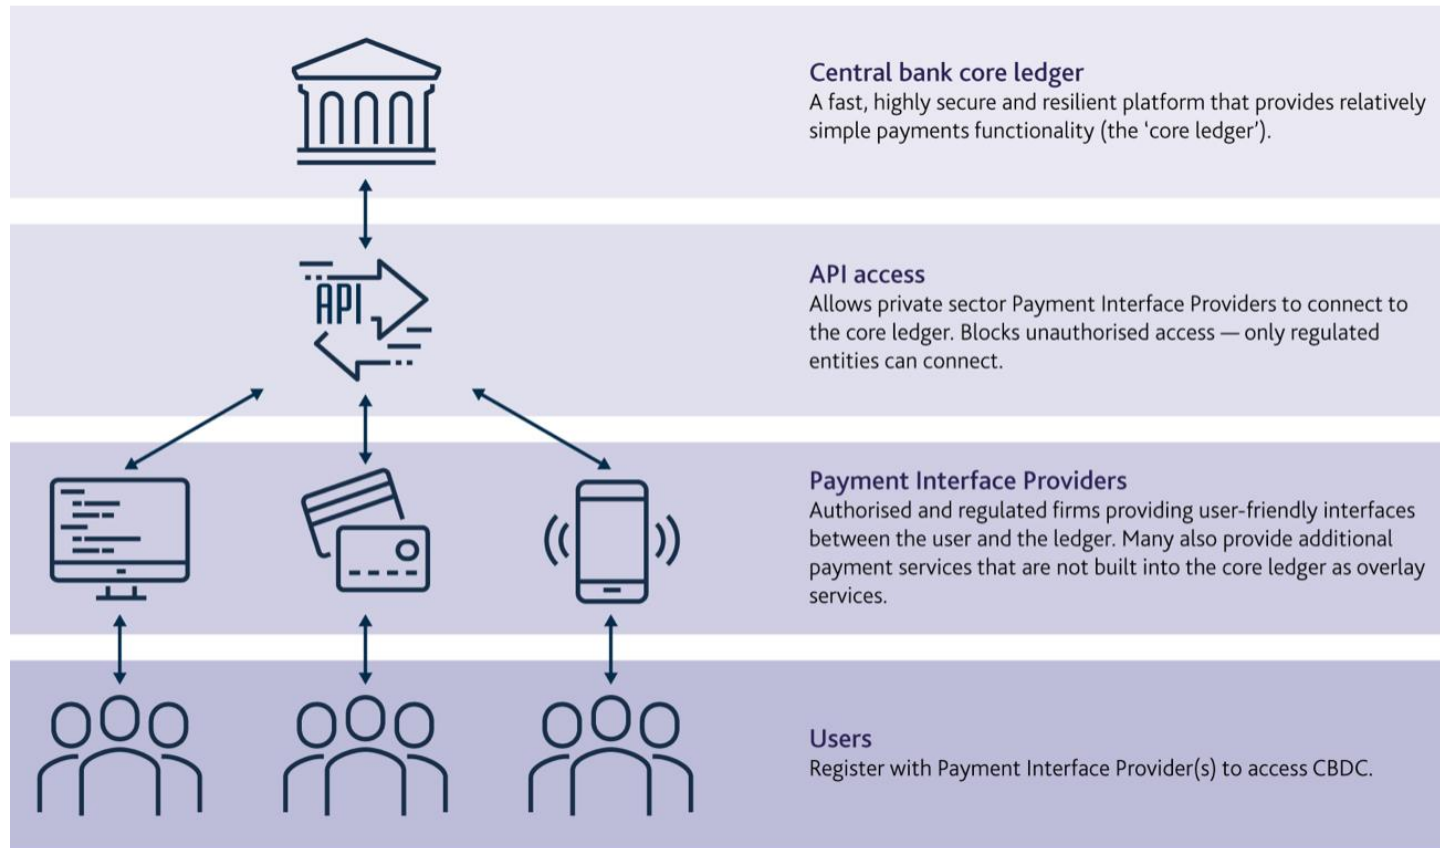 Central bank core ledger
A fast, highly secure and resilient platform that provides relatively
simple payments functionality (the ‘core ledger’).
API
API access
Allows private sector Payment Interface Providers to connect to
the core ledger. Blocks unauthorised access — only regulated
entities can connect.
Payment Interface Providers
Authorised and regulated firms providing user-friendly interfaces
between the user and the ledger. Many also provide additional
payment services that are not built into the core ledger as overlay
services.
Users
Register with Payment Interface Provider(s) to access CBDC.